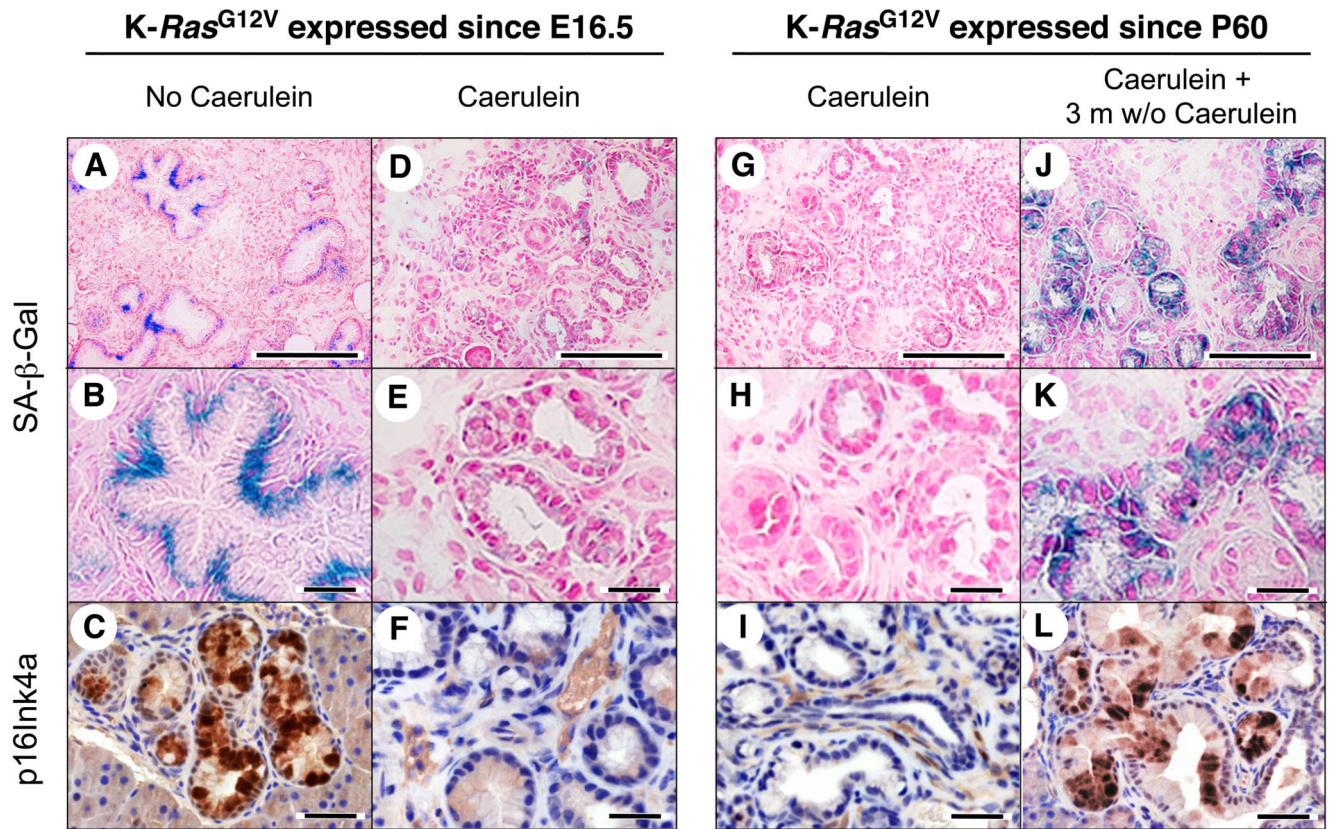 K-RasG12V expressed since E16.5
K-RasG12V expressed since P60
No Caerulein
Caerulein
Caerulein
Caerulein +
3 m w/o Caerulein
SA-β-Gal
A
D
G
J
B
E
H
K
p16Ink4a
C
F
I
L